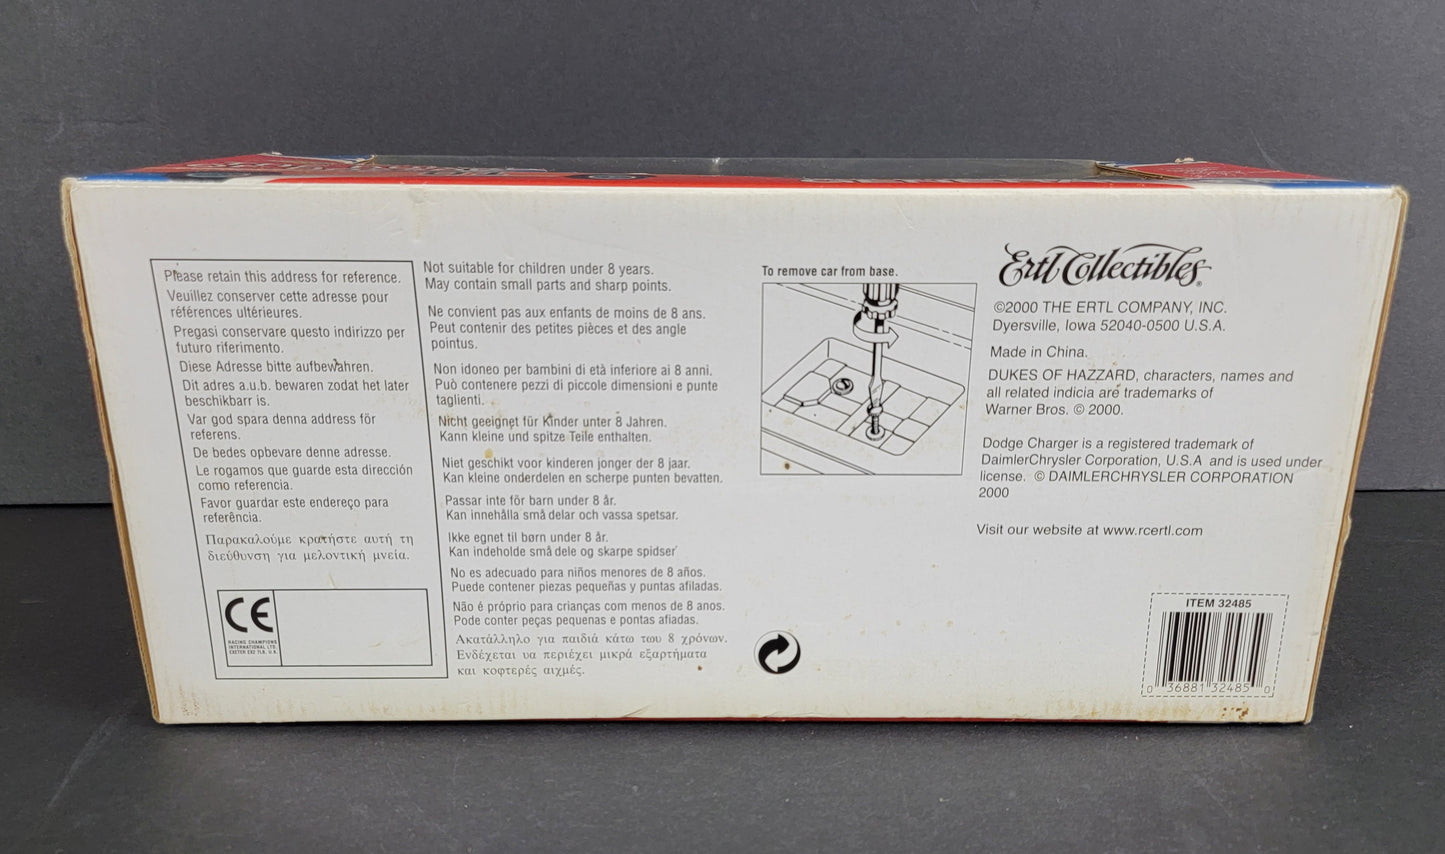 Please retain this address for reference.
Veuillez conserver cette adresse pour
références ultérieures.
Pregasi conservare questo indirizzo per
futuro riferimento.
Diese Adresse bitte aufbewahren.
Dit adres a.u.b. bewaren zodat het later
beschikbarr is.
Var god spara denna address för
referens.
De bedes opbevare denne adresse.
Le rogamos que guarde esta dirección
como referencia.
Favor guardar este endereço para
referência.
Παρακαλούμε κρατήστε αυτή τη
διεύθυνση για μελοντική μνεία.
CE
RACING CHAMPIONS
INTERNATIONAL LTD.
EXETER EX2 7LB, U.K.
Not suitable for children under 8 years.
May contain small parts and sharp points.
Ne convient pas aux enfants de moins de 8 ans.
Peut contenir des petites pièces et des angle
pointus.
Non idoneo per bambini di età inferiore ai 8 anni.
Può contenere pezzi di piccole dimensioni e punte
taglienti.
Nicht geeignet für Kinder unter 8 Jahren.
Kann kleine und spitze Teile enthalten.
Niet geschikt voor kinderen jonger der 8 jaar.
Kan kleine onderdelen en scherpe punten bevatten.
Passar inte för barn under 8 år.
Kan innehålla små delar och vassa spetsar.
Ikke egnet til børn under 8 år.
Kan indeholde små dele og skarpe spidser
No es adecuado para niños menores de 8 años.
Puede contener piezas pequeñas y puntas afiladas.
Não é próprio para crianças com menos de 8 anos.
Pode conter peças pequenas e pontas afiadas.
Ακατάλληλο για παιδιά κάτω του 8 χρόνων.
Ενδέχεται υα περιέχει μικρά εξαρτήματα
και κοφτερές αιχμές.
To remove car from base.
Ertl Collectibles®
©2000 THE ERTL COMPANY, INC.
Dyersville, Iowa 52040-0500 U.S.A.
Made in China.
DUKES OF HAZZARD, characters, names and
all related indicia are trademarks of
Warner Bros. © 2000.
Dodge Charger is a registered trademark of
DaimlerChrysler Corporation, U.S.A and is used under
license. © DAIMLERCHRYSLER CORPORATION
2000
Visit our website at www.rcertl.com
ITEM 32485
0 36881 32485 0